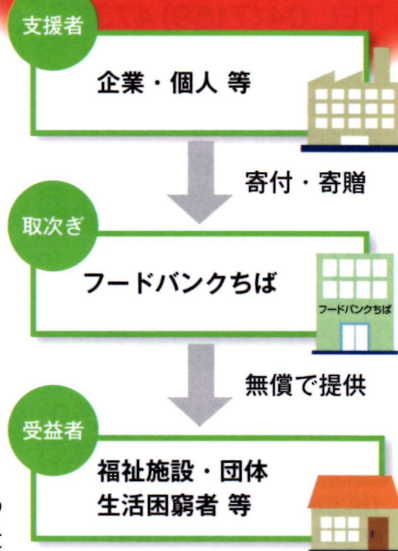 支援者
企業・個人 等
寄付・寄贈
取次ぎ
フードバンクちば
フードバンクちば
無償で提供
受益者
福祉施設・団体
生活困窮者 等